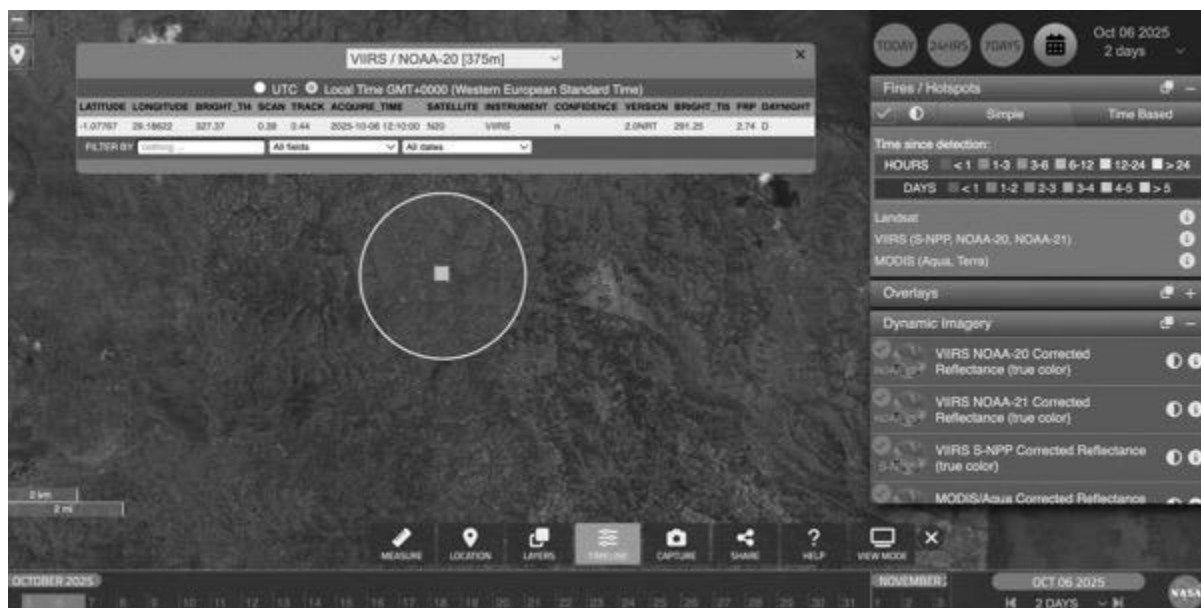 Oct 06 2025
TODAY 24HRS 7DAYS 2 days
VIIRS / NOAA-20 [375m]
UTC Local Time GMT+0000 (Western European Standard Time)
LATITUDE LONGITUDE BRIGHT_TI4 SCAN TRACK ACQUIRE_TIME SATELLITE INSTRUMENT CONFIDENCE VERSION BRIGHT_TI5 FRP DAYNIGHT
-1.07767 29.18622 327.37 0.39 0.44 2025-10-06 12:10:00 N20 VIIRS n 2.0NRT 291.25 2.74 D
FILTER BY nothing ... All fields All dates
Fires / Hotspots
Simple Time Based
Time since detection:
HOURS < 1 1-3 3-6 6-12 12-24 > 24
DAYS < 1 1-2 2-3 3-4 4-5 > 5
Landsat
VIIRS (S-NPP, NOAA-20, NOAA-21)
MODIS (Aqua, Terra)
Overlays
Dynamic Imagery
VIIRS NOAA-20 Corrected
Reflectance (true color)
VIIRS NOAA-21 Corrected
Reflectance (true color)
VIIRS S-NPP Corrected Reflectance
(true color)
MODIS/Aqua Corrected Reflectance
2 km
2 mi
MEASURE LOCATION LAYERS TIMELINE CAPTURE SHARE HELP VIEW MODE
OCTOBER 2025 NOVEMBER OCT 06 2025
7 8 9 10 11 12 13 14 15 16 17 18 19 20 21 22 23 24 25 26 27 28 29 30 31 1 2 3 2 DAYS NASA